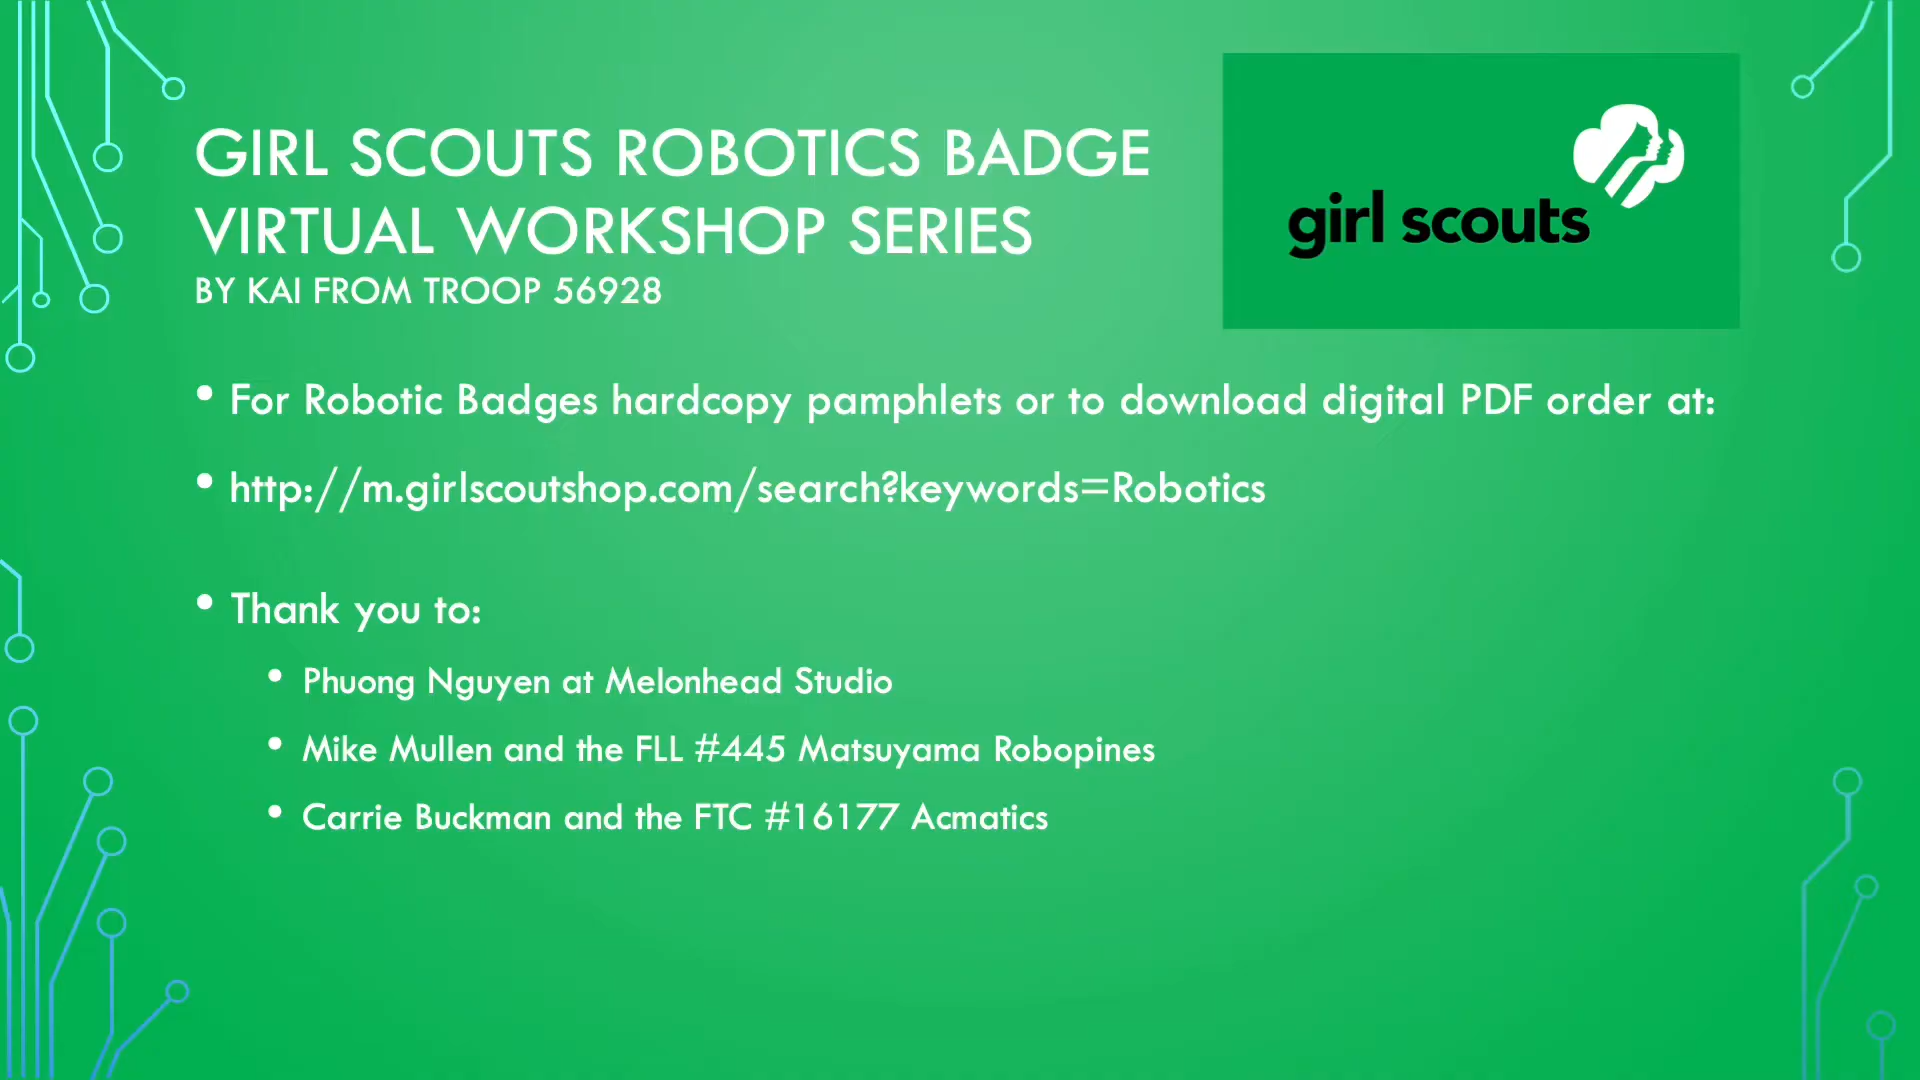 GIRL SCOUTS ROBOTICS BADGE
VIRTUAL WORKSHOP SERIES
BY KAI FROM TROOP 56928
girl scouts
• For Robotic Badges hardcopy pamphlets or to download digital PDF order at:
• http://m.girlscoutshop.com/search?keywords=Robotics
• Thank you to:
• Phuong Nguyen at Melonhead Studio
• Mike Mullen and the FLL #445 Matsuyama Robopines
• Carrie Buckman and the FTC #16177 Acmatics